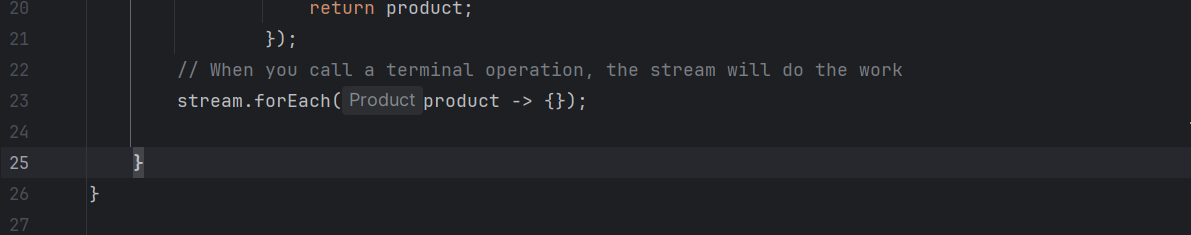 20 return product;
21 });
22 // When you call a terminal operation, the stream will do the work
23 stream.forEach( Product product -> {});
24
25 }
26 }
27